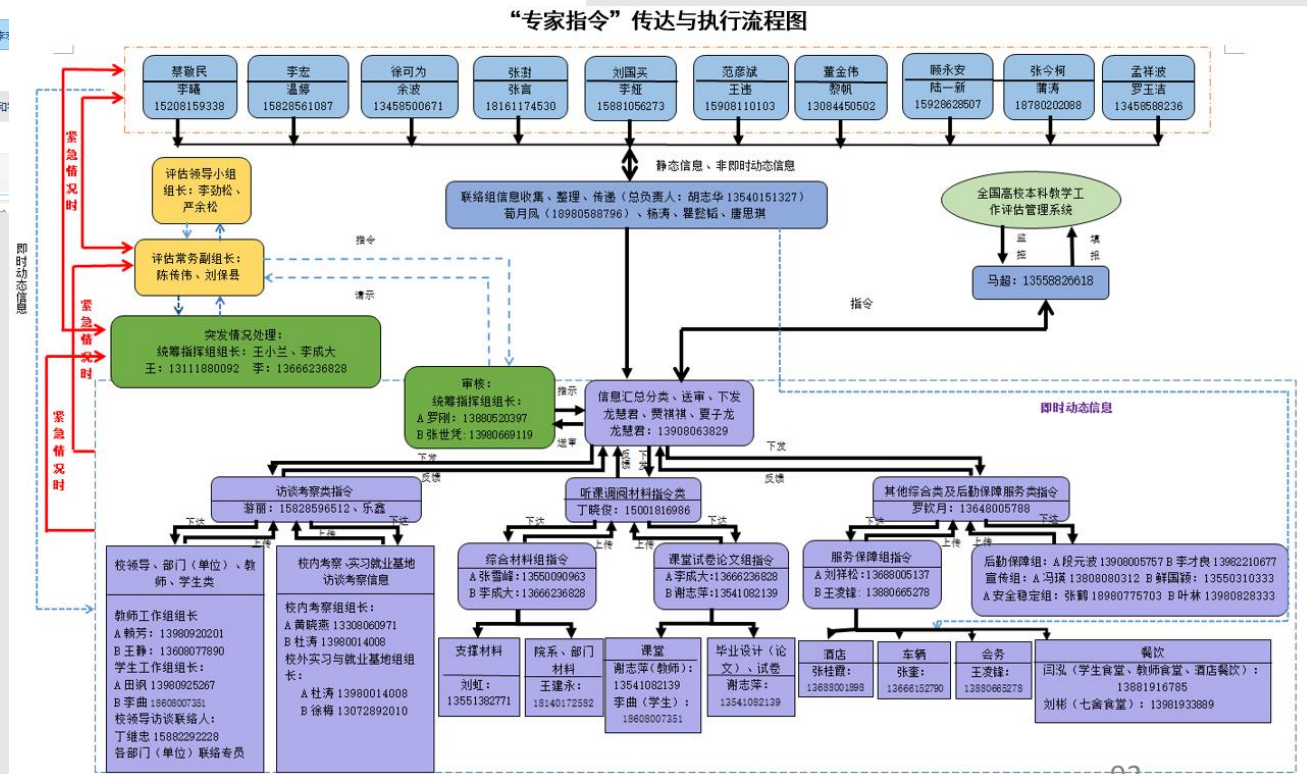 “专家指令”传达与执行流程图
蔡敬民
李曦
15208159338
李宏
温婷
15828561087
徐可为
余波
13458500671
张澍
张言
18161174530
刘国买
李娅
15881056273
范彦斌
王违
15908110103
董金伟
黎帆
13084450502
顾永安
陆一新
15928628507
张今柯
蒲涛
18780202088
孟祥波
罗玉洁
13458588236
紧急情况时
即时动态信息
静态信息、非即时动态信息
评估领导小组
组长：李劲松、
严余松
联络组信息收集、整理、传递（总负责人：胡志华 13540151327）
荀月凤（18980588796）、杨涛、瞿懿韬、唐思琪
全国高校本科教学工
作评估管理系统
监控
填报
马超：13558826618
指令
评估常务副组长：
陈传伟、刘保县
指令
请示
紧急情况时
突发情况处理：
统筹指挥组组长：王小兰、李成大
王：13111880092 李：13666236828
审核：
统筹指挥组组长：
A 罗刚：13880520397
B 张世凭：13980669119
指示
送审
信息汇总分类、送审、下发
龙慧君、贾祺祺、夏子龙
龙慧君：13908063829
即时动态信息
紧急情况时
下发
反馈
反馈
下发
下发
反馈
访谈考察类指令
游丽：15828596512、乐鑫
听课调阅材料指令类
丁晓俊：15001816986
其他综合类及后勤保障服务类指令
罗钦月：13648005788
下达
上传
上传
下达
下达
上传
上传
下达
下达
上传
上传
下达
校领导、部门（单位）、教
师、学生类
教师工作组组长
A 赖芳：13980920201
B 王静：13608077890
学生工作组组长：
A 田飒 13980925267
B 李曲 18608007351
校领导访谈联络人：
丁继忠 15882292228
各部门（单位）联络专员
校内考察、实习就业基地
访谈考察信息
校内考察组组长：
A 黄晓燕 13308060971
B 杜涛 13980014008
校外实习与就业基地组组
长：
A 杜涛 13980014008
B 徐梅 13072892010
综合材料组指令
A 张雪峰：13550090963
B 李成大：13666236828
课堂试卷论文组指令
A 李成大：13666236828
B 谢志萍：13541082139
服务保障组指令
A 刘祥松：13688005137
B 王凌锋：13880665278
后勤保障组：A 段元波 13908005757 B 李才良 13982210677
宣传组：A 冯瑛 13808080312 B 鲜国颖：13550310333
A 安全稳定组：张鹤 18980775703 B 叶林 13980828333
支撑材料
刘虹：
13551382771
院系、部门
材料
王建永：
18140172582
课堂
谢志萍（教师）：
13541082139
李曲（学生）：
18608007351
毕业设计（论
文）、试卷
谢志萍：
13541082139
酒店
张桂霞：
13688001898
车辆
张奎：
13666152790
会务
王凌锋：
13880665278
餐饮
闫泓（学生食堂、教师食堂、酒店餐饮）：
13881916785
刘彬（七舍食堂）：13981933889